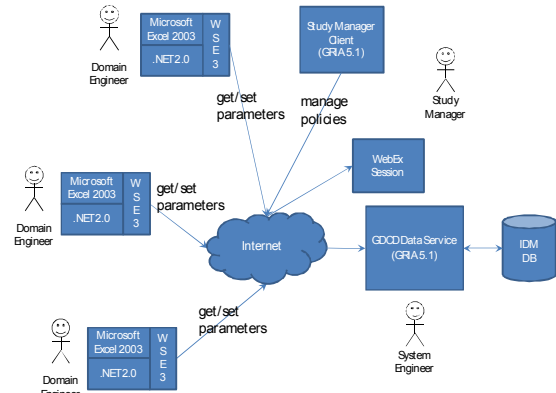 Microsoft
Excel 2003
.NET2.0
W
S
E
3
Domain
Engineer
Study Manager
Client
(GRIA 5.1)
Study
Manager
get/set
parameters
manage
policies
WebEx
Session
Microsoft
Excel 2003
.NET2.0
W
S
E
3
Domain
Engineer
get/set
parameters
Internet
GDCD Data Service
(GRIA 5.1)
IDM
DB
get/set
parameters
Microsoft
Excel 2003
.NET2.0
W
S
E
3
Domain
Engineer
System
Engineer